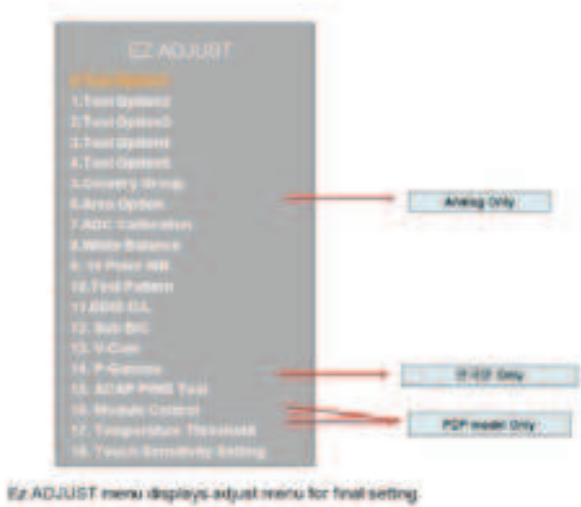 EZ ADJUST
0.Tool Option1
1.Tool Option2
2.Tool Option3
3.Tool Option4
4.Tool Option5
5.Country Group
6.Area Option
Analog Only
7.ADC Calibration
8.White Balance
9. 10 Point WB
10.Test Pattern
11.EDID D/L
12. Sub B/C
13. V-Com
14. P-Gamma
Only
15. ACAP PING Test
16. Module Control
PDP model Only
17. Temperature Threshold
18. Touch Sensitivity Setting
Ez ADJUST menu displays adjust menu for final setting.